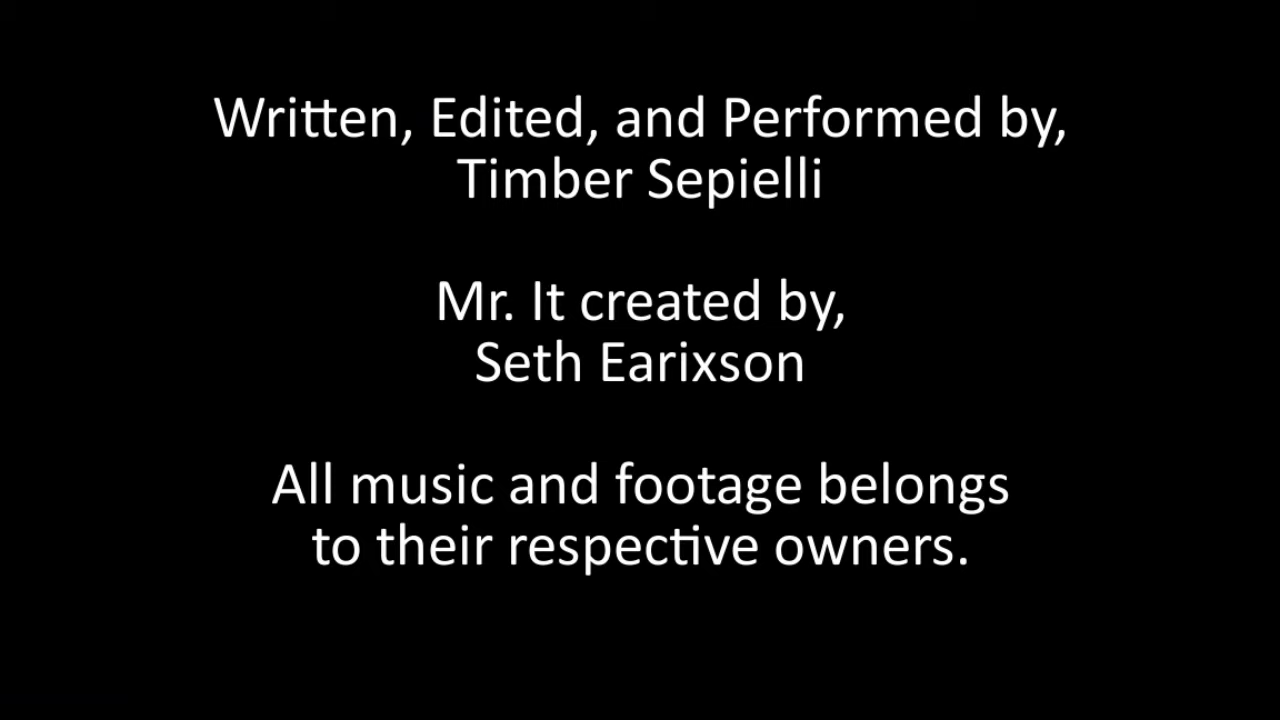 Written, Edited, and Performed by,
Timber Sepielli
Mr. It created by,
Seth Earixson
All music and footage belongs
to their respective owners.